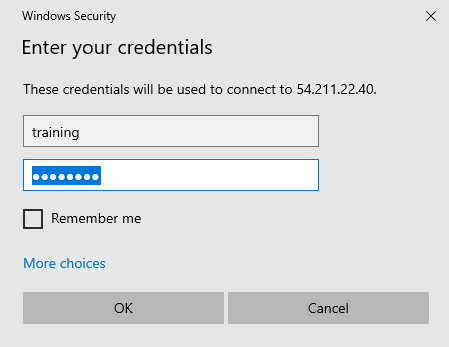 Windows Security
Enter your credentials
These credentials will be used to connect to 54.211.22.40.
training
●●●●●●●●
Remember me
More choices
OK
Cancel